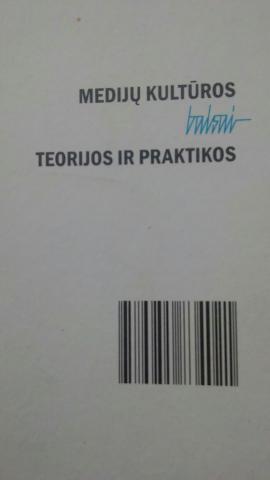 MEDIJŲ KULTŪROS
balsai
TEORIJOS IR PRAKTIKOS